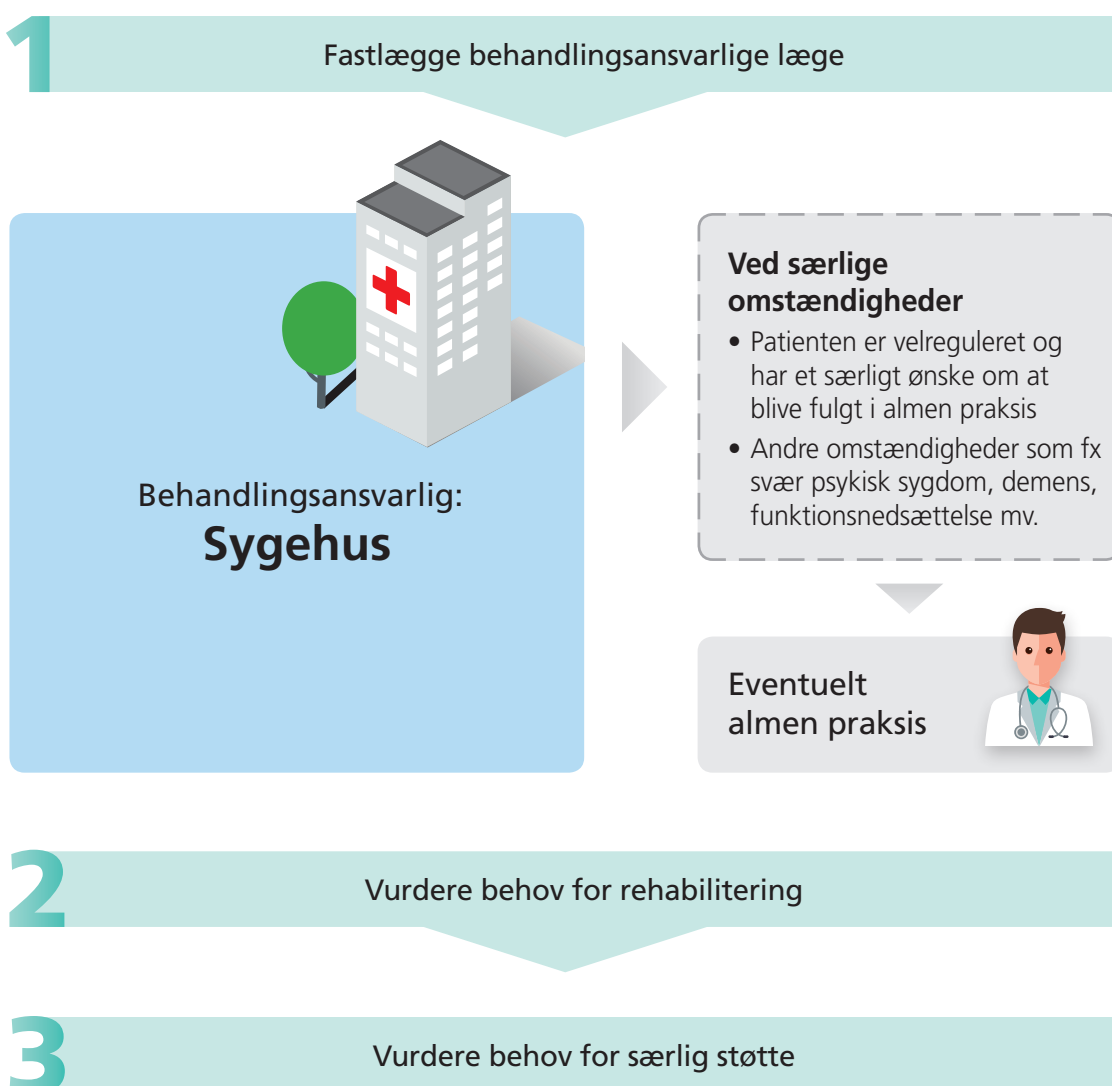 1
Fastlægge behandlingsansvarlige læge
Behandlingsansvarlig:
Sygehus
Ved særlige
omstændigheder
• Patienten er velreguleret og
har et særligt ønske om at
blive fulgt i almen praksis
• Andre omstændigheder som fx
svær psykisk sygdom, demens,
funktionsnedsættelse mv.
Eventuelt
almen praksis
2
Vurdere behov for rehabilitering
3
Vurdere behov for særlig støtte